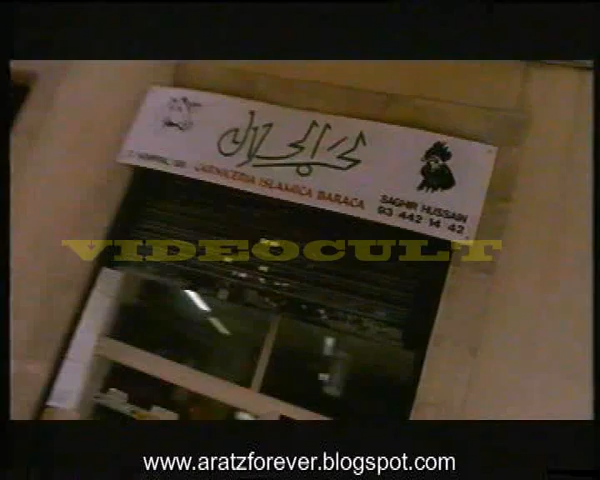 لحم الحلال
CARNICERIA ISLAMICA BARACA
SAGHIR HUSSAIN
93 442 14 42
VIDEOCULT
www.aratzforever.blogspot.com